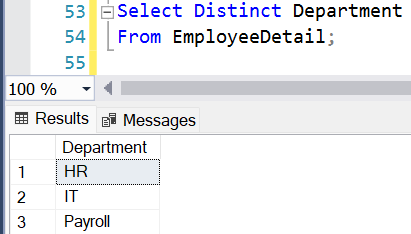 53 Select Distinct Department
54 From EmployeeDetail;
55
100 %
Results Messages
Department
1 HR
2 IT
3 Payroll